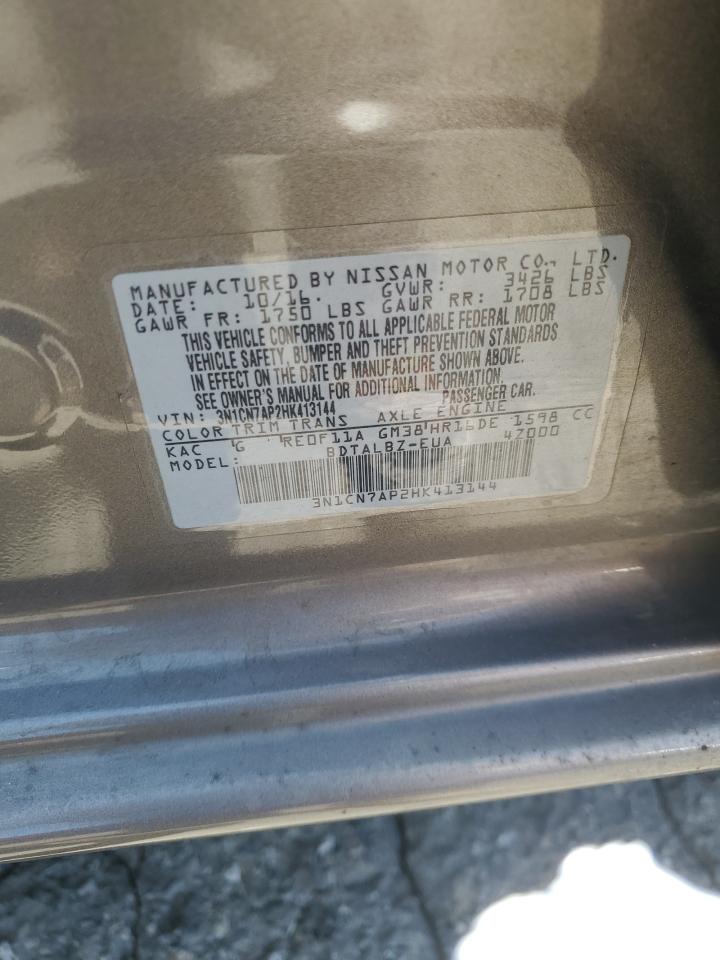 MANUFACTURED BY NISSAN MOTOR CO., LTD.
DATE: 10/16. GVWR: 3426 LBS
GAWR FR: 1750 LBS GAWR RR: 1708 LBS
THIS VEHICLE CONFORMS TO ALL APPLICABLE FEDERAL MOTOR
VEHICLE SAFETY, BUMPER AND THEFT PREVENTION STANDARDS
IN EFFECT ON THE DATE OF MANUFACTURE SHOWN ABOVE.
SEE OWNER'S MANUAL FOR ADDITIONAL INFORMATION.
VIN: 3N1CN7AP2HK413144 PASSENGER CAR.
COLOR TRIM TRANS AXLE ENGINE
KAC G RE0F11A GM38 HR16DE 1598 CC
MODEL: BDTALBZ-EUA 47000
3N1CN7AP2HK413144